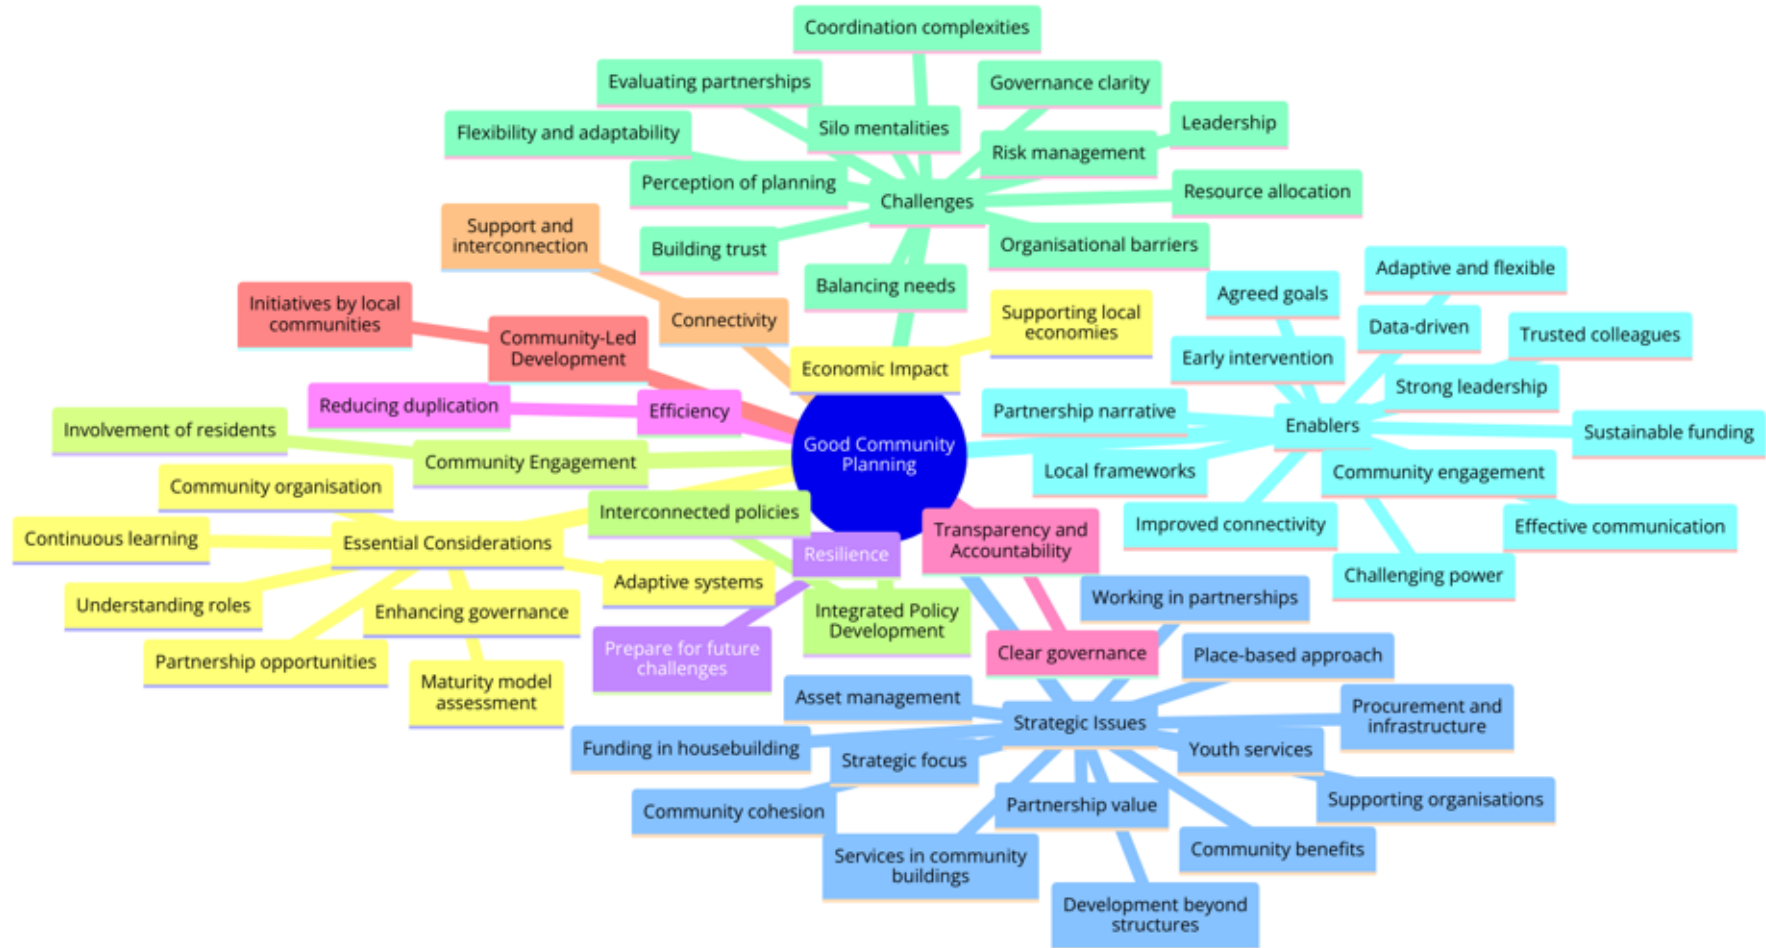 Coordination complexities
Evaluating partnerships
Governance clarity
Flexibility and adaptability
Silo mentalities
Leadership
Risk management
Perception of planning
Challenges
Resource allocation
Building trust
Organisational barriers
Balancing needs
Support and
interconnection
Connectivity
Initiatives by local
communities
Community-Led
Development
Supporting local
economies
Economic Impact
Reducing duplication
Efficiency
Involvement of residents
Community Engagement
Good Community
Planning
Adaptive and flexible
Agreed goals
Data-driven
Trusted colleagues
Early intervention
Strong leadership
Partnership narrative
Enablers
Sustainable funding
Local frameworks
Community engagement
Improved connectivity
Effective communication
Challenging power
Community organisation
Continuous learning
Essential Considerations
Understanding roles
Enhancing governance
Adaptive systems
Partnership opportunities
Maturity model
assessment
Interconnected policies
Resilience
Prepare for future
challenges
Integrated Policy
Development
Transparency and
Accountability
Clear governance
Working in partnerships
Place-based approach
Asset management
Strategic Issues
Procurement and
infrastructure
Funding in housebuilding
Strategic focus
Youth services
Community cohesion
Partnership value
Supporting organisations
Services in community
buildings
Community benefits
Development beyond
structures